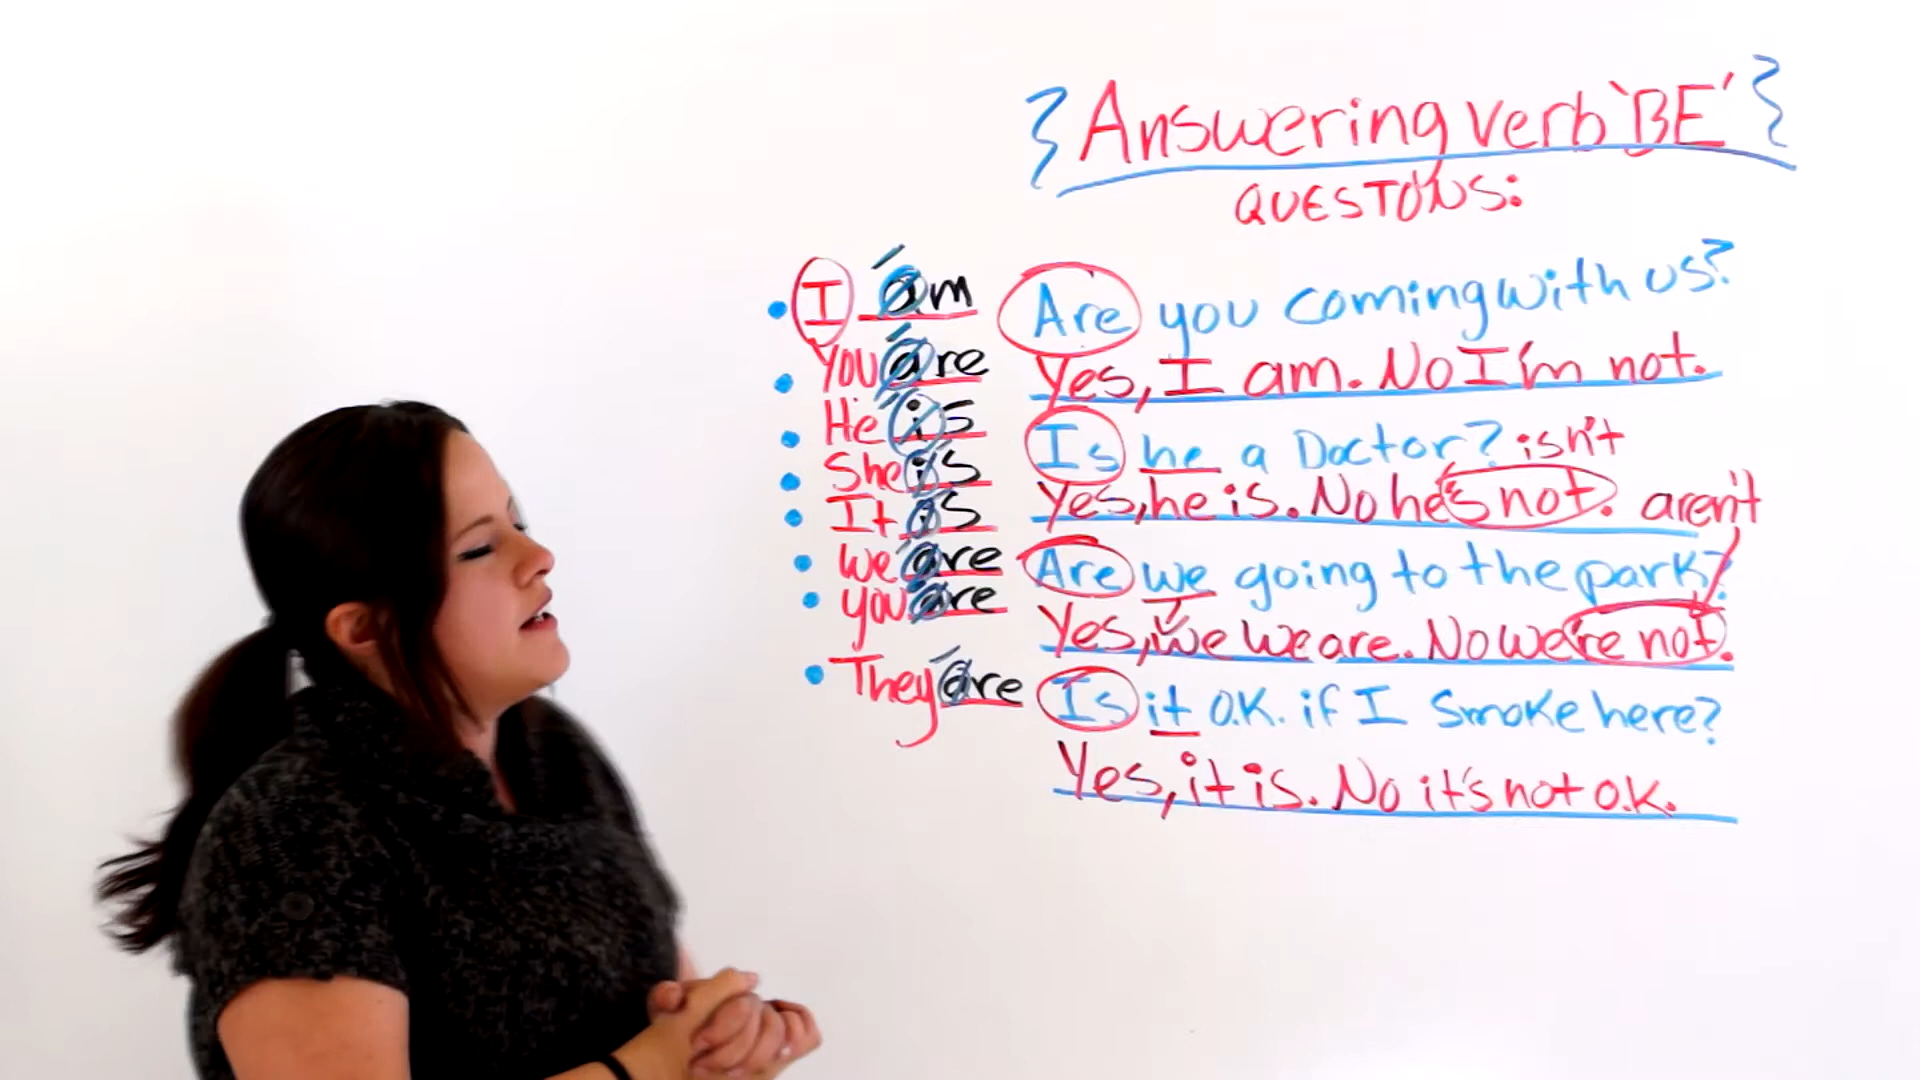 Answering verb 'BE'
QUESTONS:
I am
You are
He is
She is
It is
we are
you are
They are
Are you coming with us?
Yes, I am. No I'm not.
Is he a Doctor? isn't
Yes, he is. No he's not. aren't
Are we going to the park?
Yes, we we are. No we're not.
Is it O.K. if I smoke here?
Yes, it is. No it's not o.k.